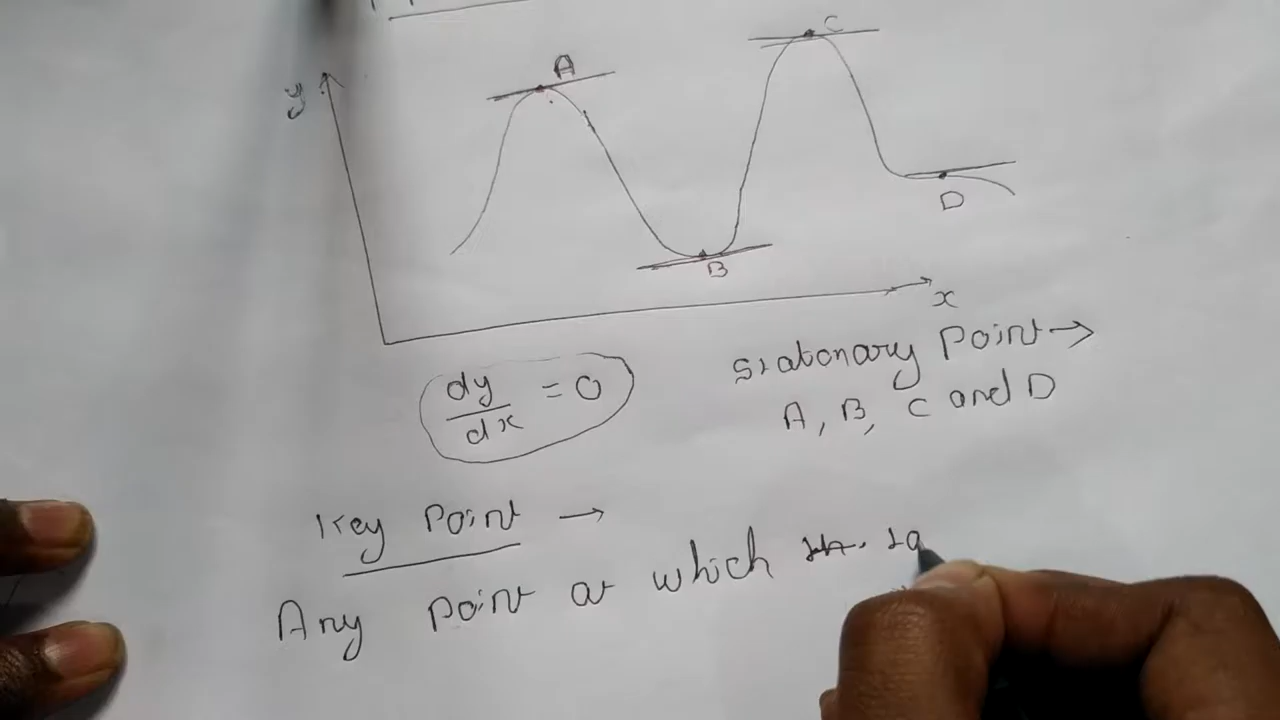 A
C
y
D
B
x
dy/dx = 0
Stationary Point →
A, B, C and D
Key Point →
Any Point at which